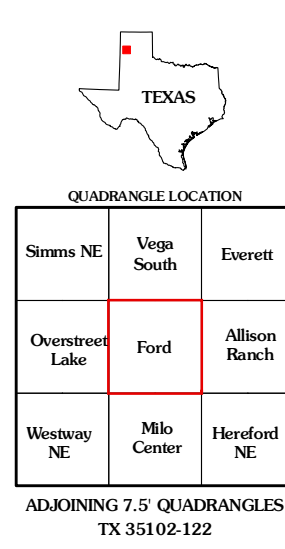 TEXAS
QUADRANGLE LOCATION
Simms NE
Vega
South
Everett
Overstreet
Lake
Ford
Allison
Ranch
Westway
NE
Milo
Center
Hereford
NE
ADJOINING 7.5' QUADRANGLES
TX 35102-122